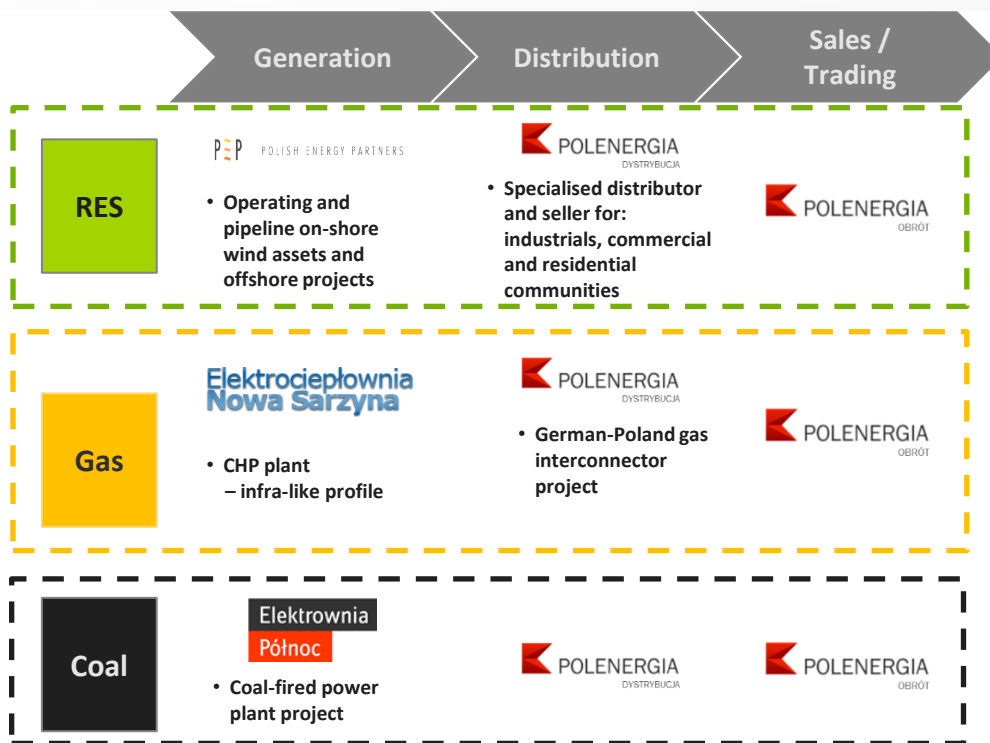 Generation
Distribution
Sales /
Trading
RES
PEP POLISH ENERGY PARTNERS
• Operating and
pipeline on-shore
wind assets and
offshore projects
POLENERGIA
DYSTRYBUCJA
• Specialised distributor
and seller for:
industrials, commercial
and residential
communities
POLENERGIA
OBRÓT
Gas
Elektrociepłownia
Nowa Sarzyna
• CHP plant
– infra-like profile
POLENERGIA
DYSTRYBUCJA
• German-Poland gas
interconnector
project
POLENERGIA
OBRÓT
Coal
Elektrownia
Północ
• Coal-fired power
plant project
POLENERGIA
DYSTRYBUCJA
POLENERGIA
OBRÓT